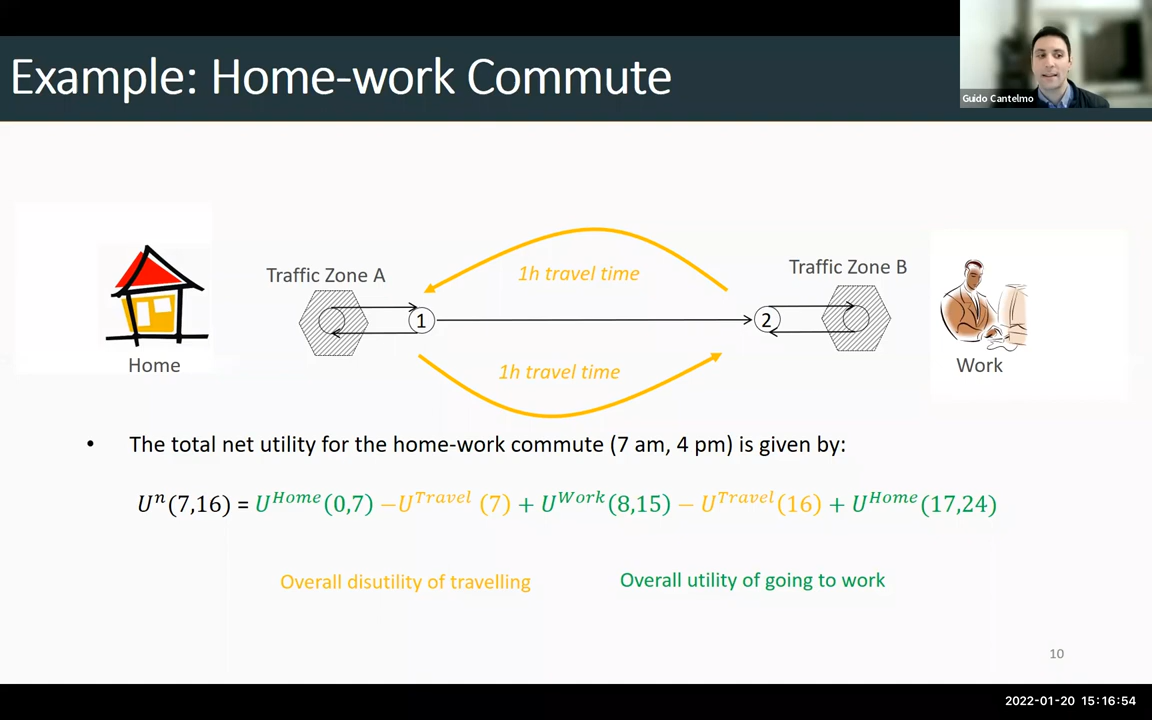 Example: Home-work Commute
Guido Cantelmo
Traffic Zone A
1h travel time
Traffic Zone B
1
2
Home
1h travel time
Work
• The total net utility for the home-work commute (7 am, 4 pm) is given by:
Uⁿ(7,16) = U^Home(0,7) −U^Travel (7) + U^Work(8,15) − U^Travel(16) + U^Home(17,24)
Overall disutility of travelling
Overall utility of going to work
10
2022-01-20 15:16:54